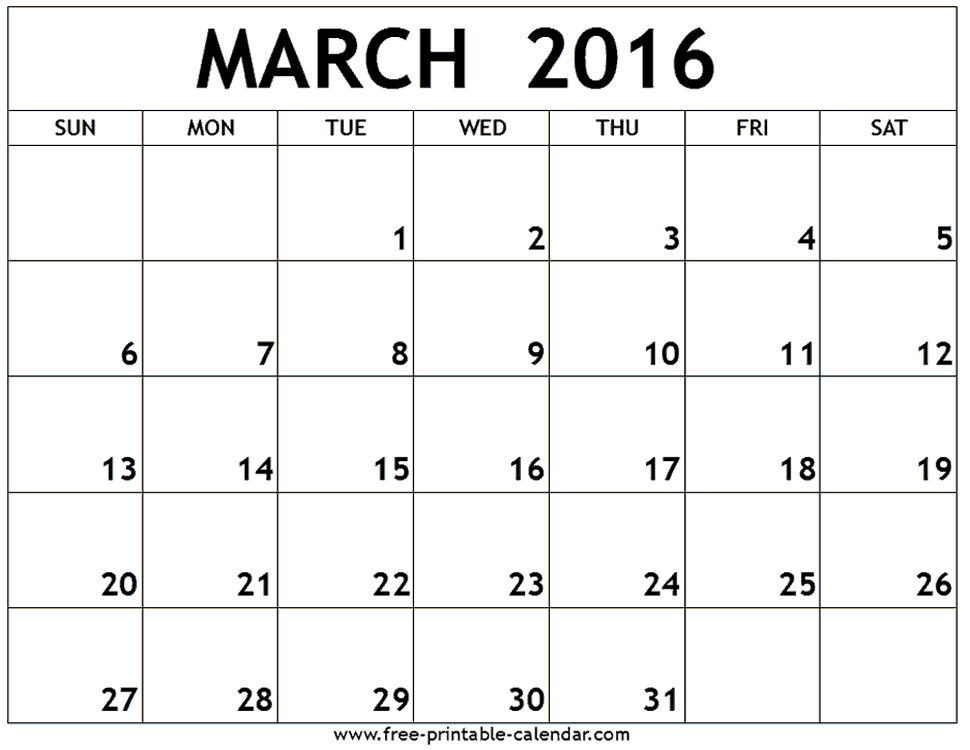 MARCH 2016
SUN MON TUE WED THU FRI SAT
1 2 3 4 5
6 7 8 9 10 11 12
13 14 15 16 17 18 19
20 21 22 23 24 25 26
27 28 29 30 31
www.free-printable-calendar.com